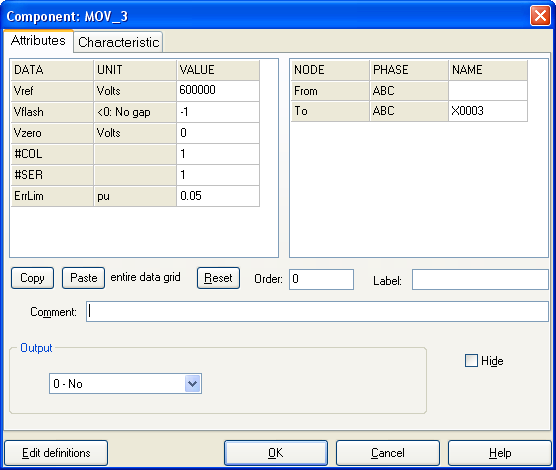 Component: MOV_3
Attributes Characteristic
DATA UNIT VALUE
Vref Volts 600000
Vflash <0: No gap -1
Vzero Volts 0
#COL 1
#SER 1
ErrLim pu 0.05
NODE PHASE NAME
From ABC
To ABC X0003
Copy Paste entire data grid Reset Order: 0 Label:
Comment:
Output
0 - No
Hide
Edit definitions OK Cancel Help